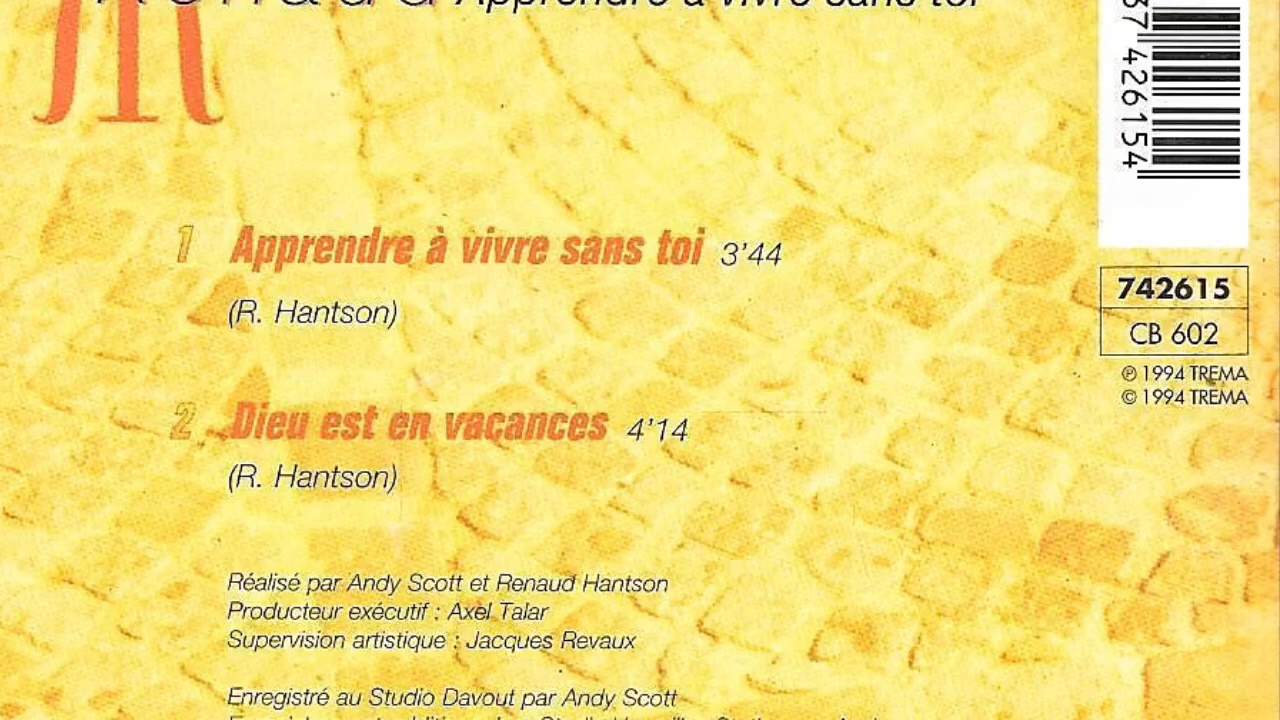 Apprendre à vivre sans toi
37 426154
1 Apprendre à vivre sans toi 3'44
(R. Hantson)
742615
CB 602
℗ 1994 TREMA
© 1994 TREMA
2 Dieu est en vacances 4'14
(R. Hantson)
Réalisé par Andy Scott et Renaud Hantson
Producteur exécutif : Axel Talar
Supervision artistique : Jacques Revaux
Enregistré au Studio Davout par Andy Scott